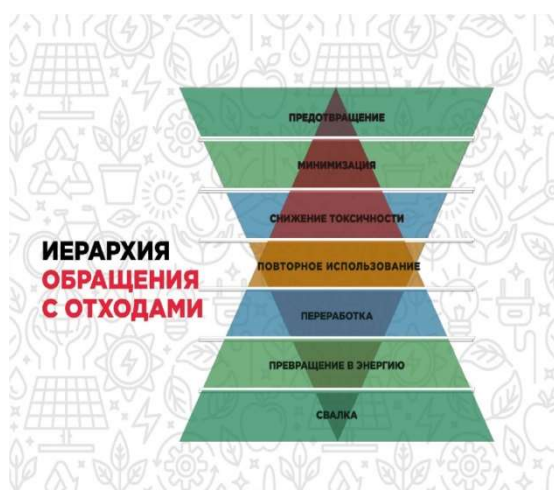 ИЕРАРХИЯ
ОБРАЩЕНИЯ
С ОТХОДАМИ
ПРЕДОТВРАЩЕНИЕ
МИНИМИЗАЦИЯ
СНИЖЕНИЕ ТОКСИЧНОСТИ
ПОВТОРНОЕ ИСПОЛЬЗОВАНИЕ
ПЕРЕРАБОТКА
ПРЕВРАЩЕНИЕ В ЭНЕРГИЮ
СВАЛКА